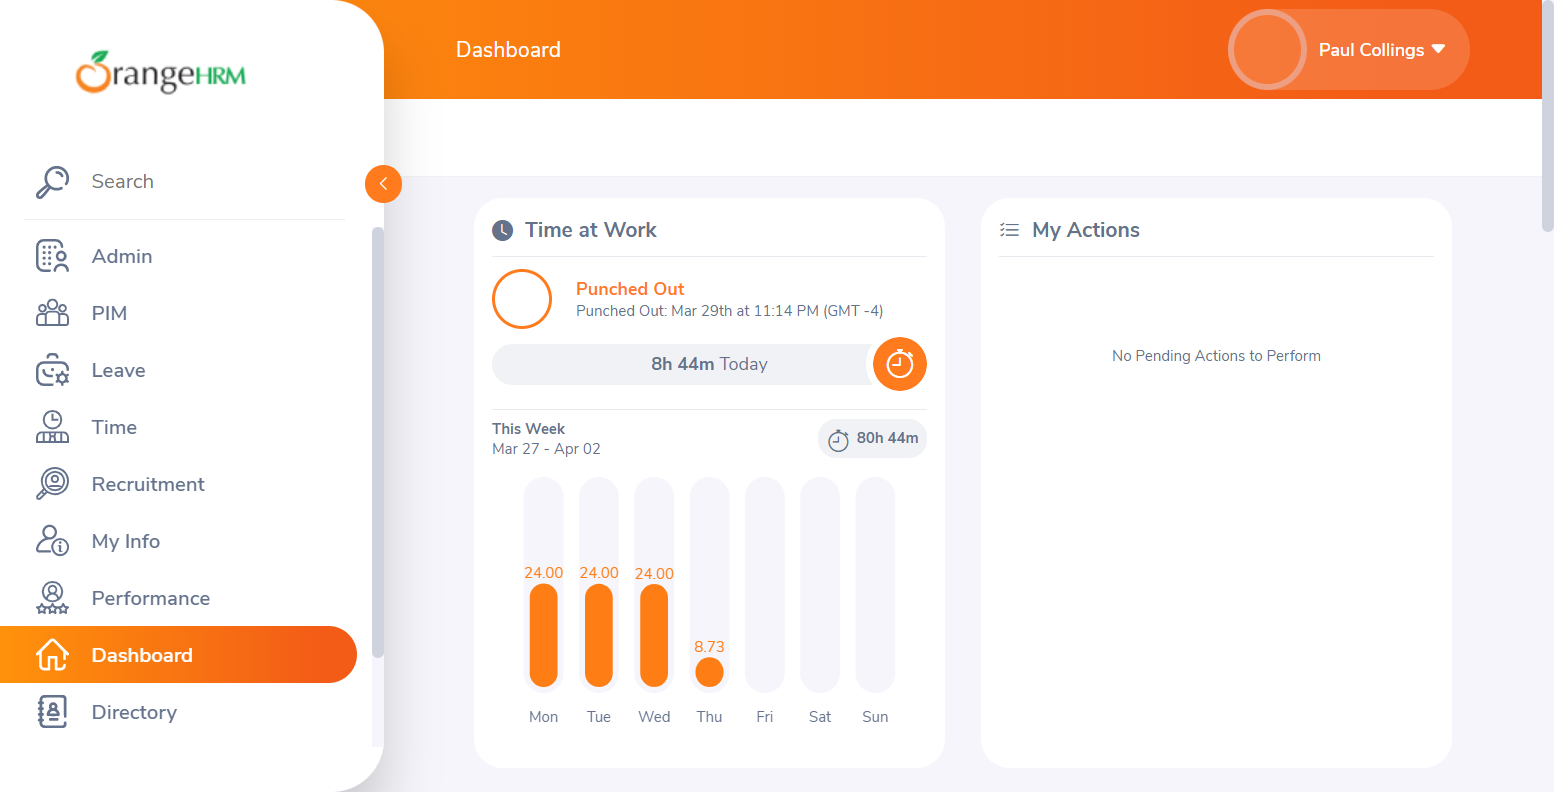 OrangeHRM
Search
Admin
PIM
Leave
Time
Recruitment
My Info
Performance
Dashboard
Directory
Dashboard
Paul Collings
Time at Work
Punched Out
Punched Out: Mar 29th at 11:14 PM (GMT -4)
8h 44m Today
This Week
Mar 27 - Apr 02
80h 44m
24.00 24.00 24.00
8.73
Mon Tue Wed Thu Fri Sat Sun
My Actions
No Pending Actions to Perform